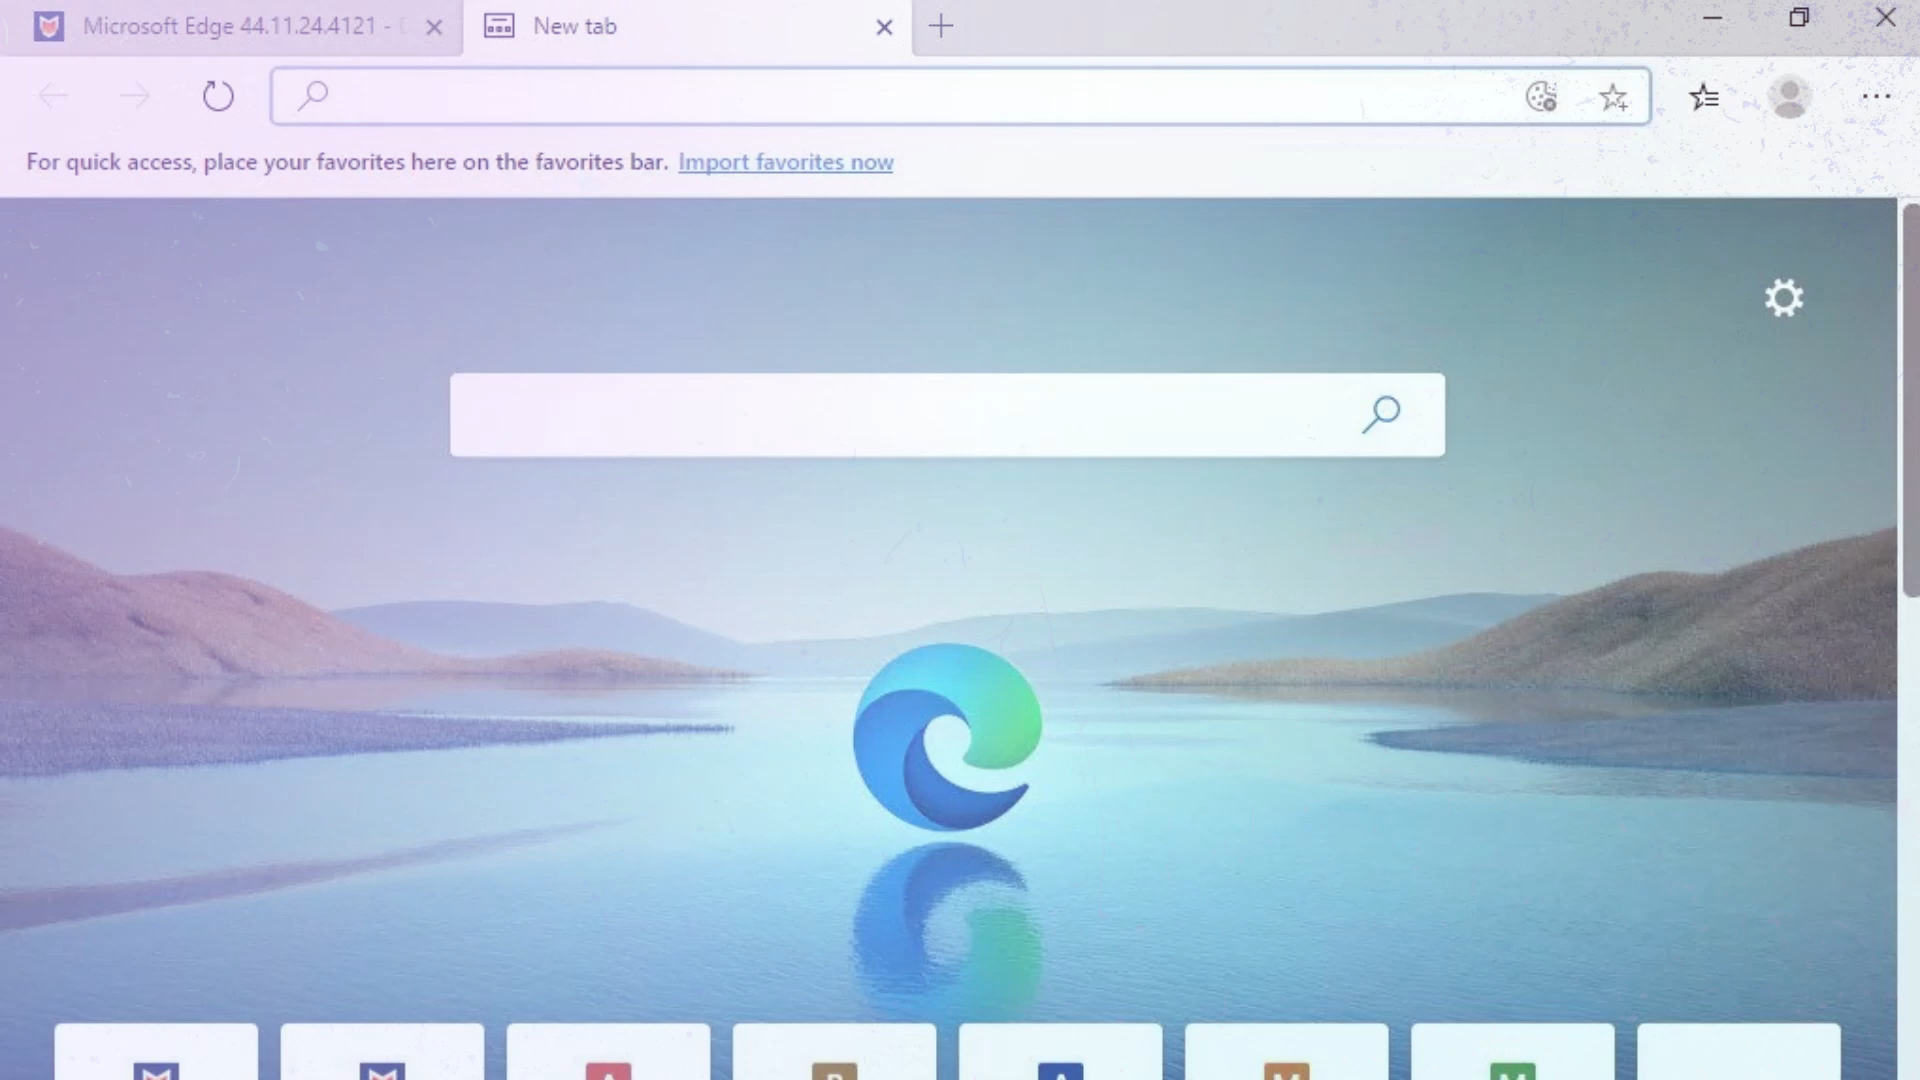 Microsoft Edge 44.11.24.4121 -
New tab
For quick access, place your favorites here on the favorites bar. Import favorites now